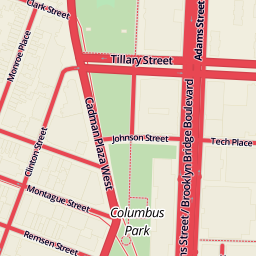 Clark Street
Monroe Place
Tillary Street
Adams Street
Cadman Plaza West
Clinton Street
Johnson Street
Tech Place
Montague Street
Columbus
Park
Remsen Street
s Street / Brooklyn Bridge Boulevard